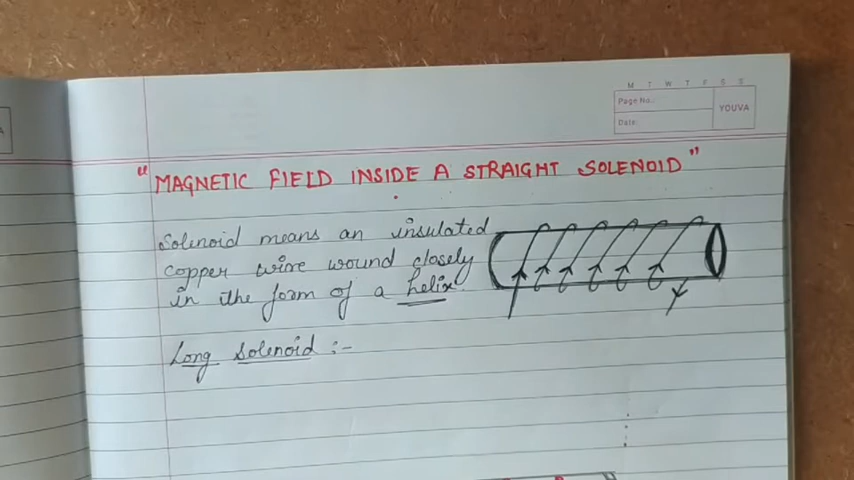 M T W T F S S
Page No.:
YOUVA
Date:
"MAGNETIC FIELD INSIDE A STRAIGHT SOLENOID"
Solenoid means an insulated
copper wire wound closely
in the form of a helix
Long Solenoid :-